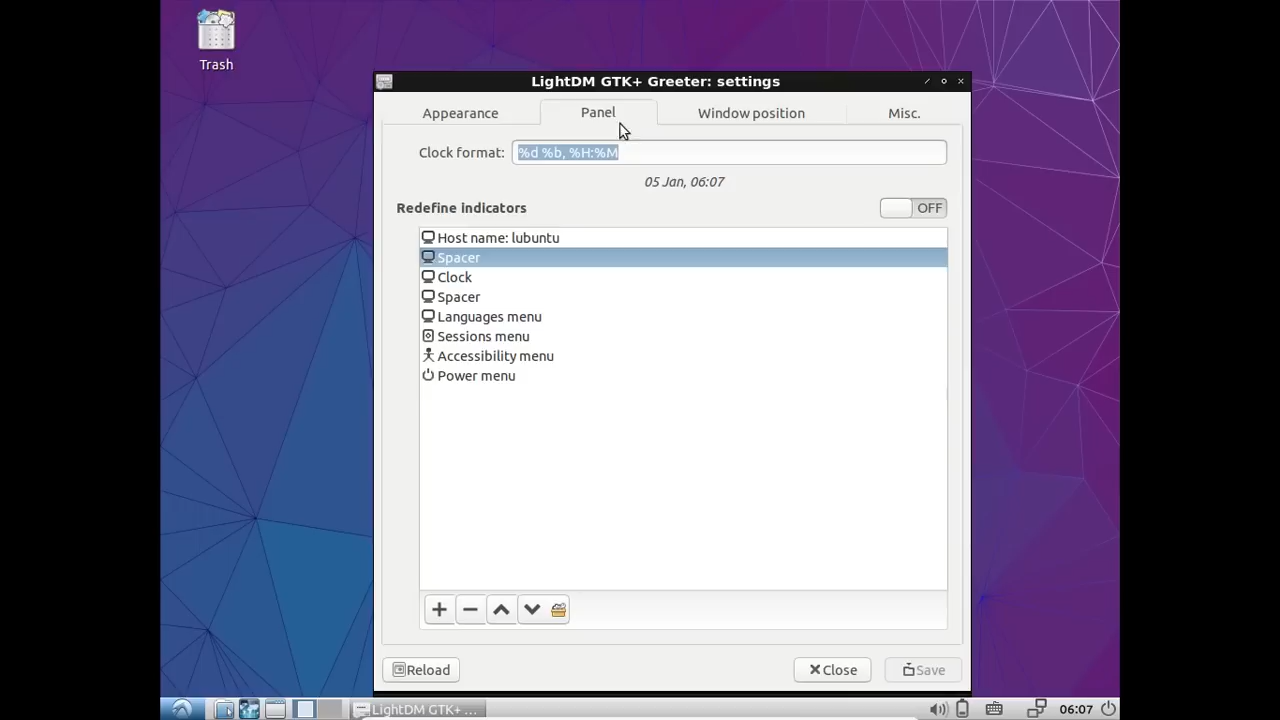 Trash
LightDM GTK+ Greeter: settings
Appearance
Panel
Window position
Misc.
Clock format:
%d %b, %H:%M
05 Jan, 06:07
Redefine indicators
OFF
Host name: lubuntu
Spacer
Clock
Spacer
Languages menu
Sessions menu
Accessibility menu
Power menu
Reload
Close
Save
LightDM GTK+ ...
06:07